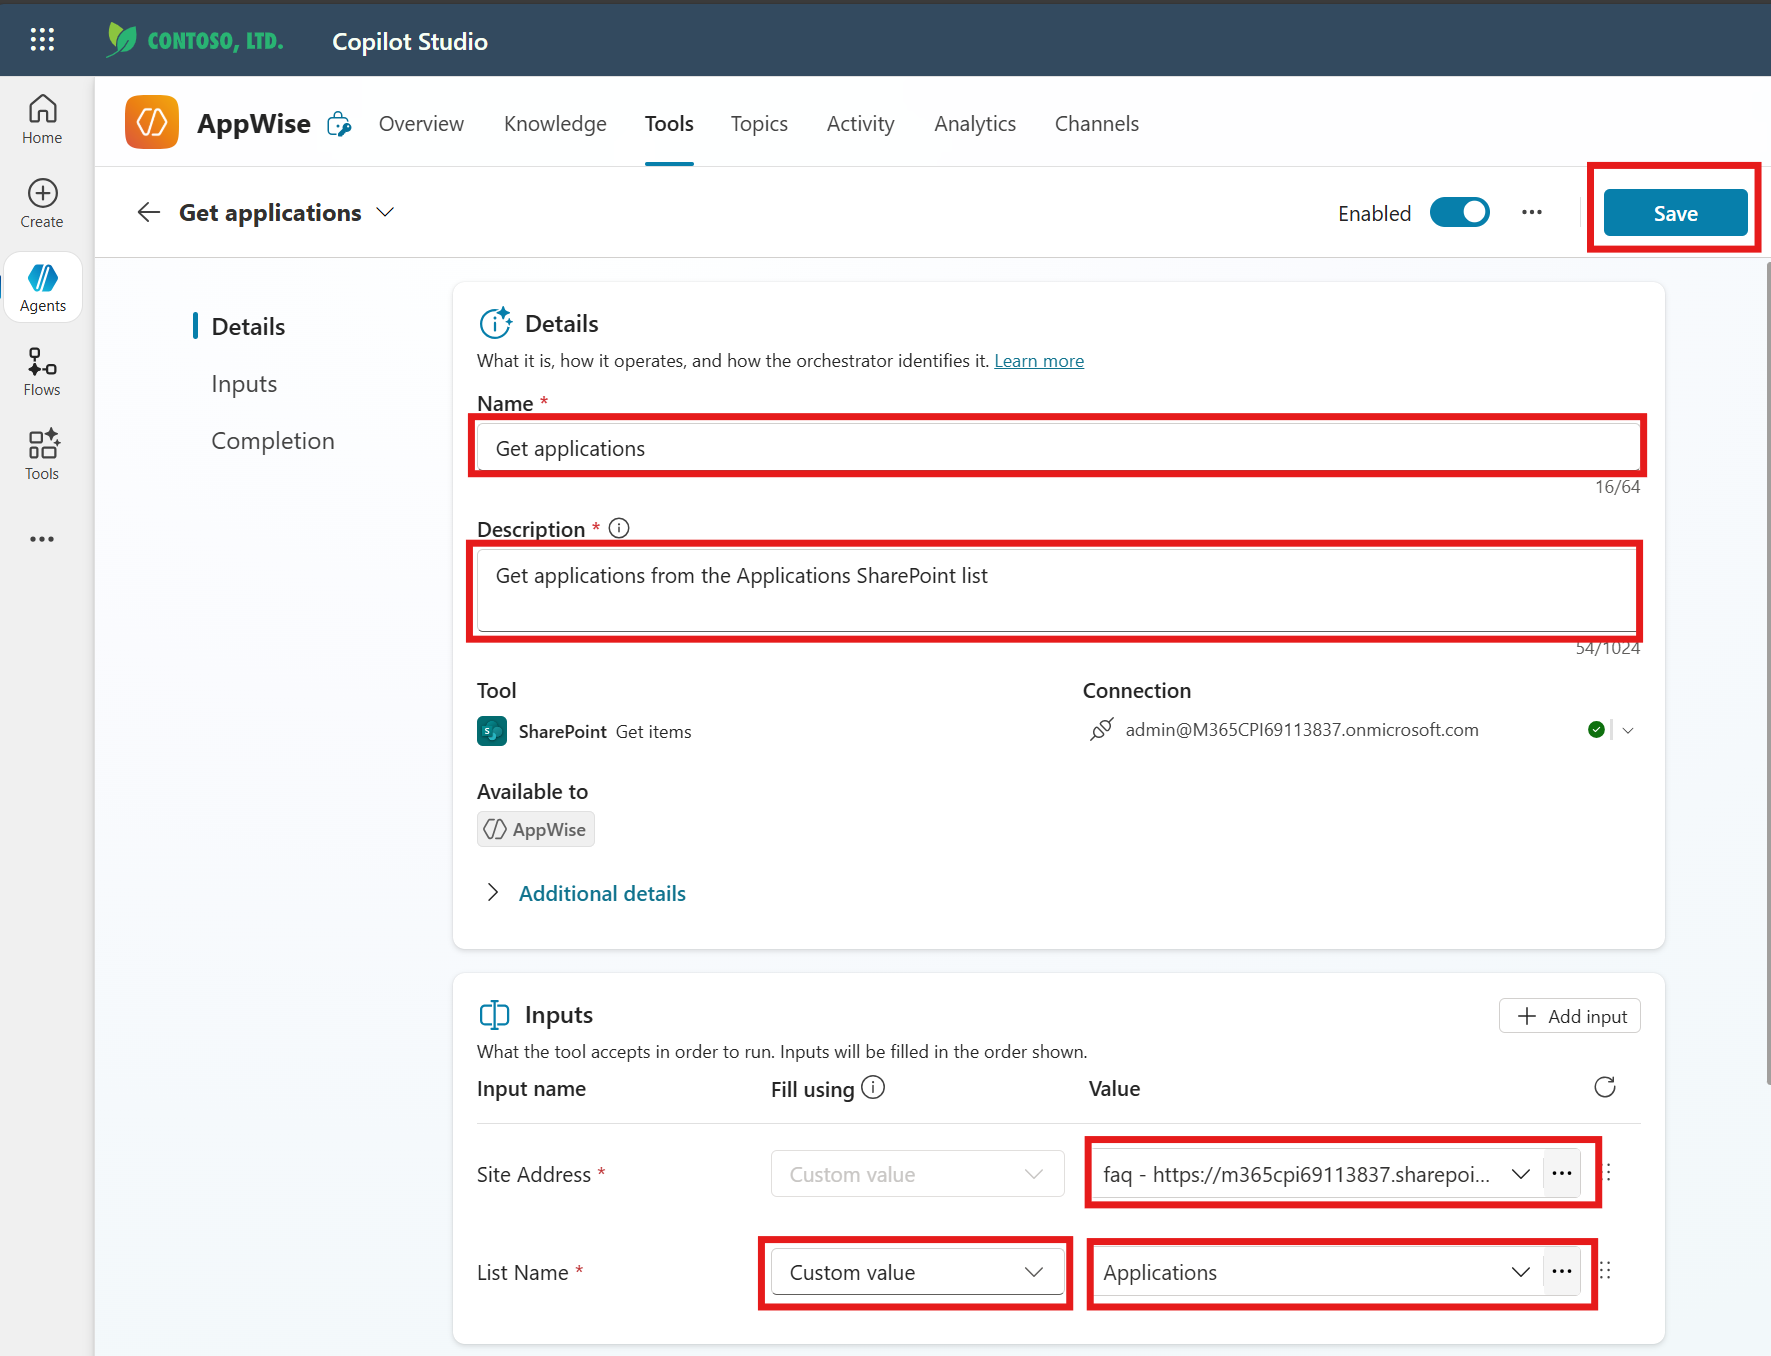 CONTOSO, LTD.
Copilot Studio
Home
Create
Agents
Flows
Tools
AppWise
Overview
Knowledge
Tools
Topics
Activity
Analytics
Channels
Get applications
Enabled
Save
Details
Inputs
Completion
Details
What it is, how it operates, and how the orchestrator identifies it. Learn more
Name *
Get applications
16/64
Description *
Get applications from the Applications SharePoint list
54/1024
Tool
Connection
SharePoint Get items
admin@M365CPI69113837.onmicrosoft.com
Available to
AppWise
Additional details
Inputs
Add input
What the tool accepts in order to run. Inputs will be filled in the order shown.
Input name
Fill using
Value
Site Address *
Custom value
faq - https://m365cpi69113837.sharepoi...
List Name *
Custom value
Applications